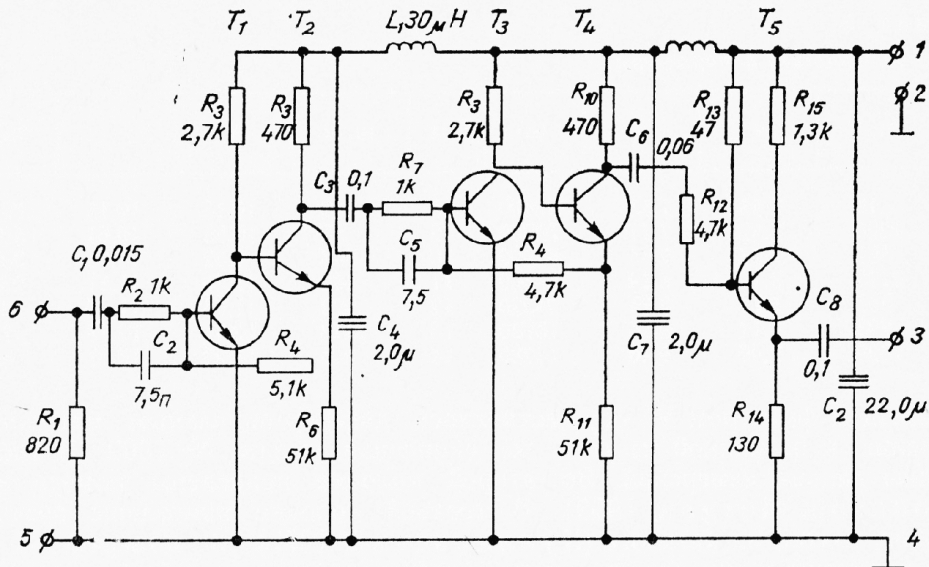 T₁ T₂ L,30μH T₃ T₄ T₅
1
2
R₃ 2,7k
R₃ 470
R₃ 2,7k
R₁₀ 470
R₁₃ 47
R₁₅ 1,3k
C₆ 0,06
C₃ 0,1
R₇ 1k
R₁₂ 4,7k
C₁ 0,015
R₂ 1k
C₅ 7,5
R₄ 4,7k
6
C₂ 7,5п
R₄ 5,1k
C₄ 2,0μ
C₇ 2,0μ
C₈ 0,1
3
R₁ 820
R₆ 51k
R₁₁ 51k
R₁₄ 130
C₂ 22,0μ
5
4